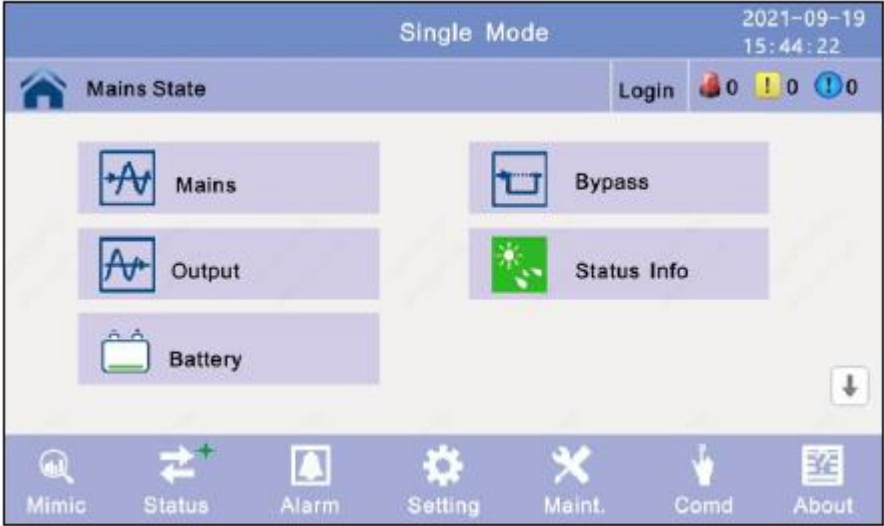 Single Mode
2021-09-19
15:44:22
Mains State
Login
0
! 0
! 0
Mains
Bypass
Output
Status Info
Battery
Mimic
Status
Alarm
Setting
Maint.
Comd
About